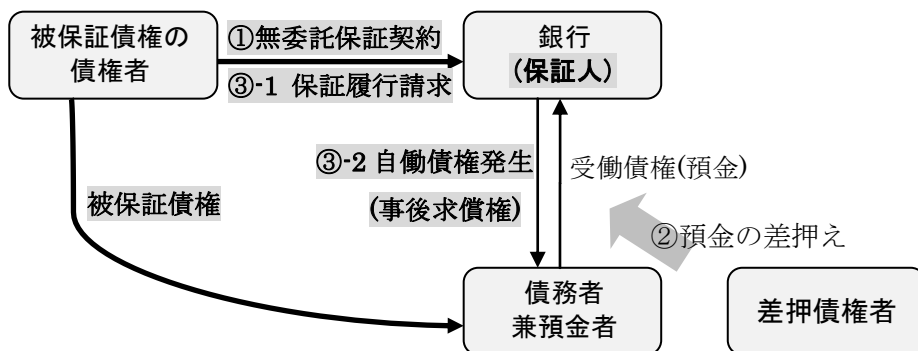 被保証債権の
債権者
①無委託保証契約
③-1 保証履行請求
銀行
(保証人)
③-2 自働債権発生
(事後求償権)
受働債権(預金)
被保証債権
②預金の差押え
債務者
兼預金者
差押債権者